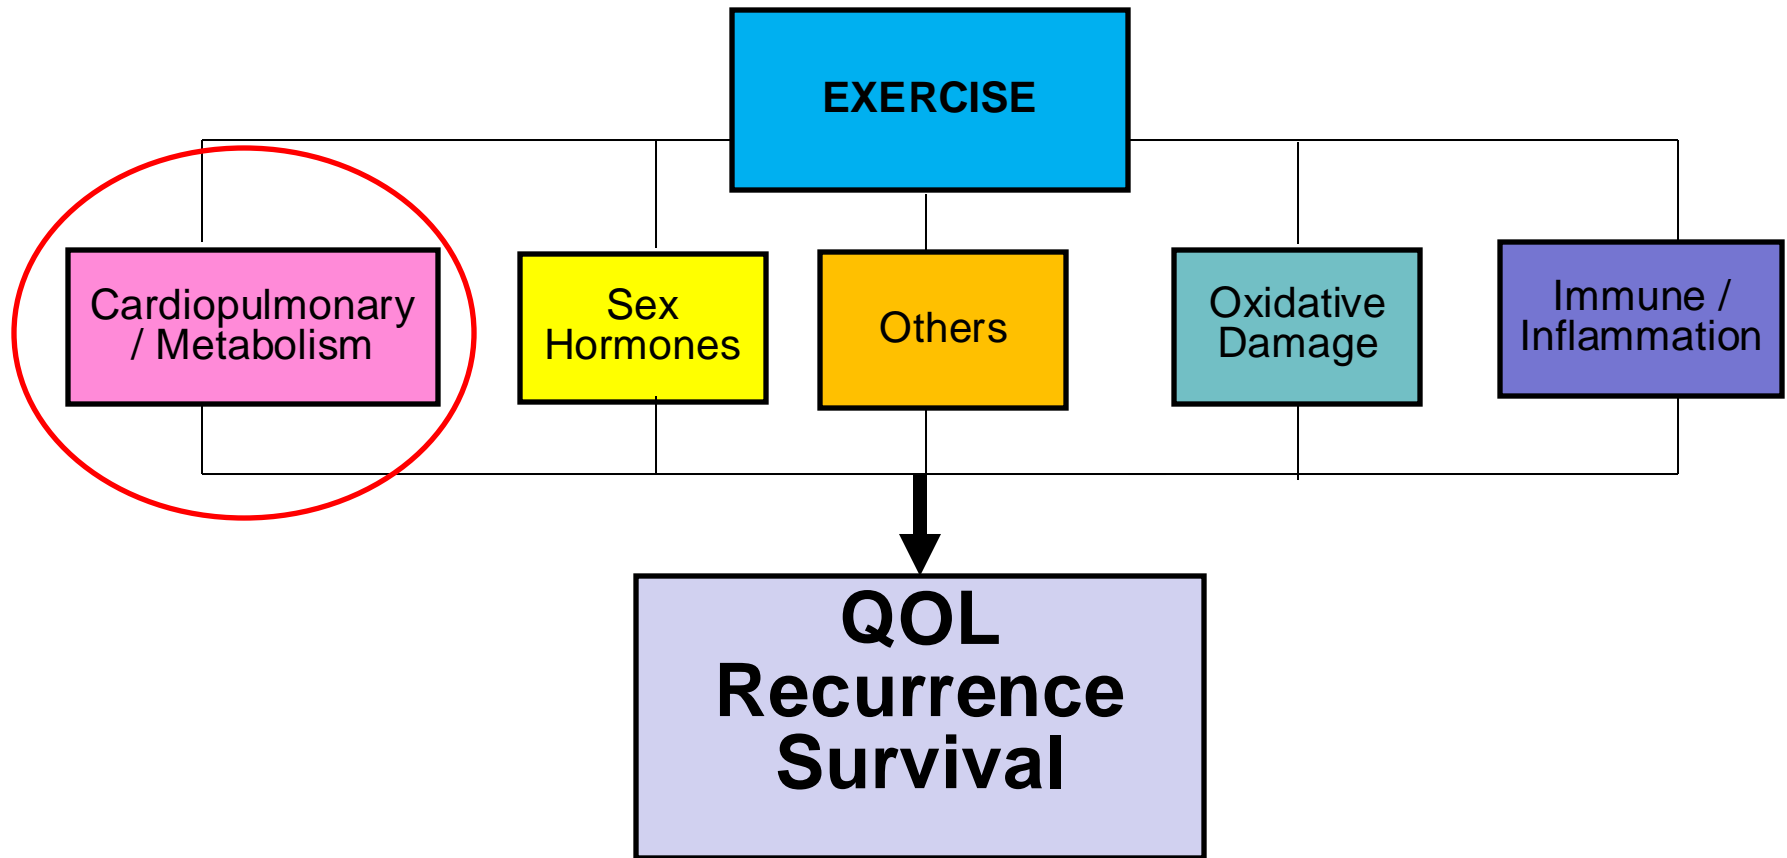 EXERCISE
Cardiopulmonary
/ Metabolism
Sex
Hormones
Others
Oxidative
Damage
Immune /
Inflammation
QOL
Recurrence
Survival